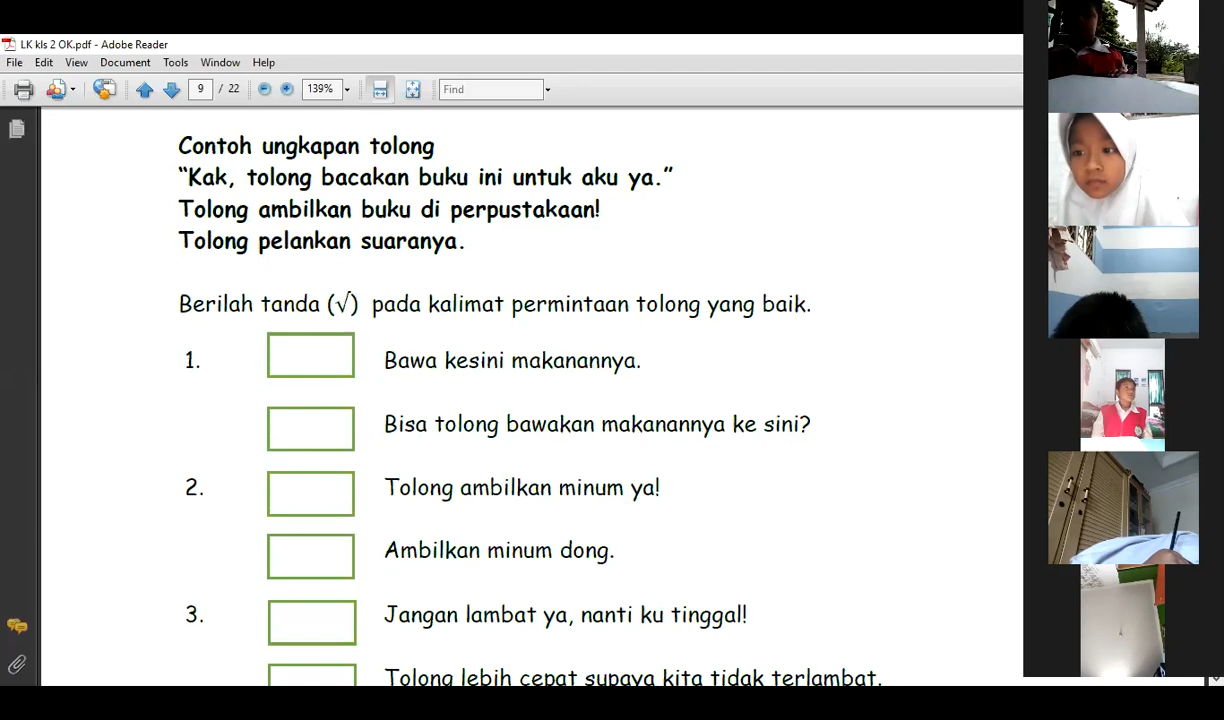 LK kls 2 OK.pdf - Adobe Reader
File Edit View Document Tools Window Help
9 / 22 139% Find
Contoh ungkapan tolong
“Kak, tolong bacakan buku ini untuk aku ya.”
Tolong ambilkan buku di perpustakaan!
Tolong pelankan suaranya.
Berilah tanda (√) pada kalimat permintaan tolong yang baik.
1. Bawa kesini makanannya.
Bisa tolong bawakan makanannya ke sini?
2. Tolong ambilkan minum ya!
Ambilkan minum dong.
3. Jangan lambat ya, nanti ku tinggal!
Tolong lebih cepat supaya kita tidak terlambat.